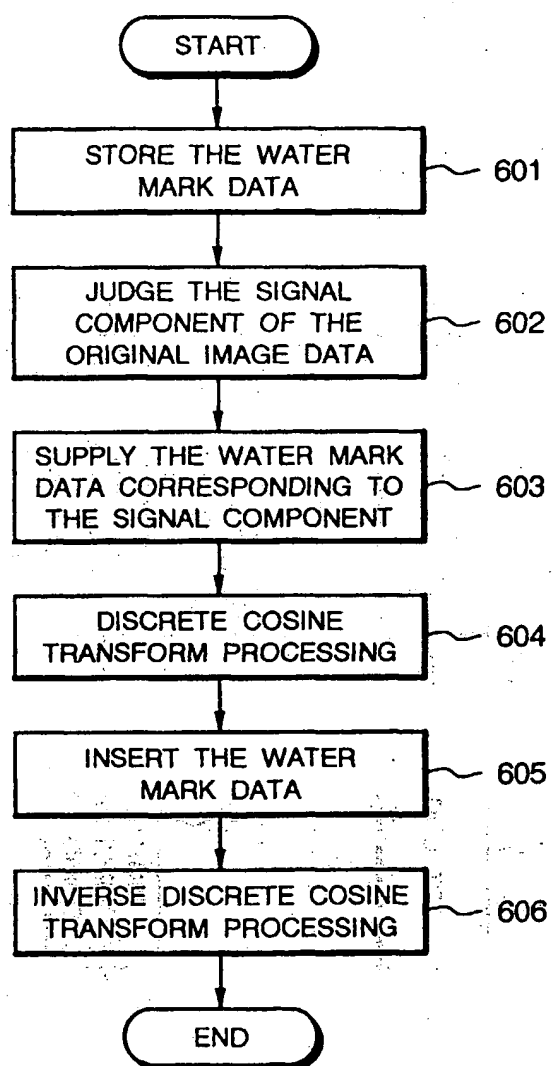 START
STORE THE WATER
MARK DATA
601
JUDGE THE SIGNAL
COMPONENT OF THE
ORIGINAL IMAGE DATA
602
SUPPLY THE WATER MARK
DATA CORRESPONDING TO
THE SIGNAL COMPONENT
603
DISCRETE COSINE
TRANSFORM PROCESSING
604
INSERT THE WATER
MARK DATA
605
INVERSE DISCRETE COSINE
TRANSFORM PROCESSING
606
END